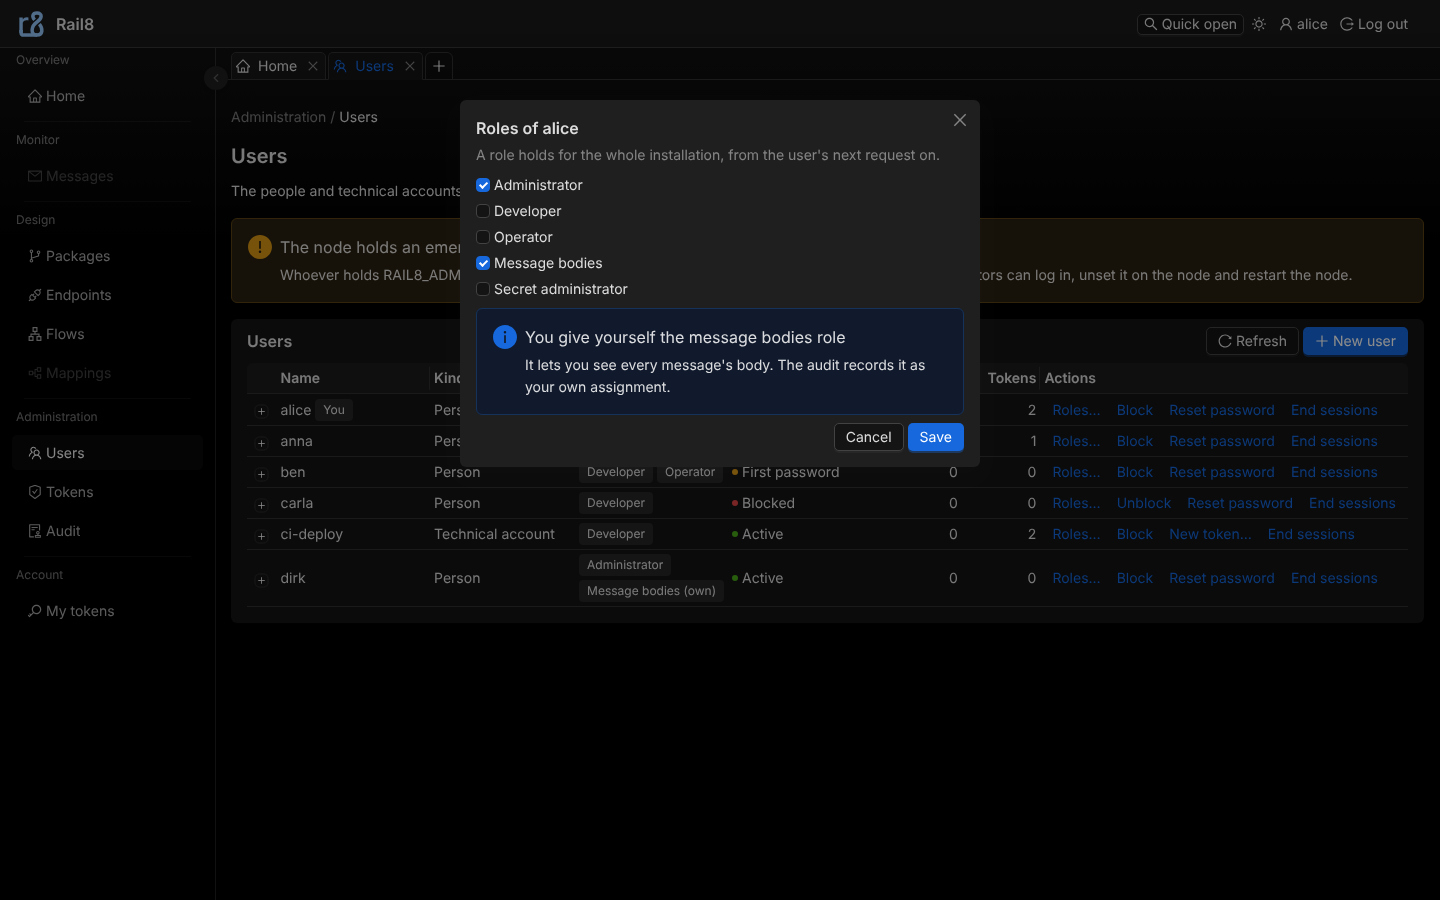 Rail8
Quick open
alice
Log out
Overview
Home
Monitor
Messages
Design
Packages
Endpoints
Flows
Mappings
Administration
Users
Tokens
Audit
Account
My tokens
Home
Users
Administration / Users
Users
The people and technical accounts
The node holds an eme
Whoever holds RAIL8_ADM
tors can log in, unset it on the node and restart the node.
Roles of alice
A role holds for the whole installation, from the user's next request on.
Administrator
Developer
Operator
Message bodies
Secret administrator
You give yourself the message bodies role
It lets you see every message's body. The audit records it as
your own assignment.
Cancel Save
Users
Refresh
New user
Name Kind Tokens Actions
alice You Pers 2 Roles... Block Reset password End sessions
anna Pers 1 Roles... Block Reset password End sessions
ben Person Developer Operator First password 0 0 Roles... Block Reset password End sessions
carla Person Developer Blocked 0 0 Roles... Unblock Reset password End sessions
ci-deploy Technical account Developer Active 0 2 Roles... Block New token... End sessions
dirk Person Administrator Message bodies (own) Active 0 0 Roles... Block Reset password End sessions